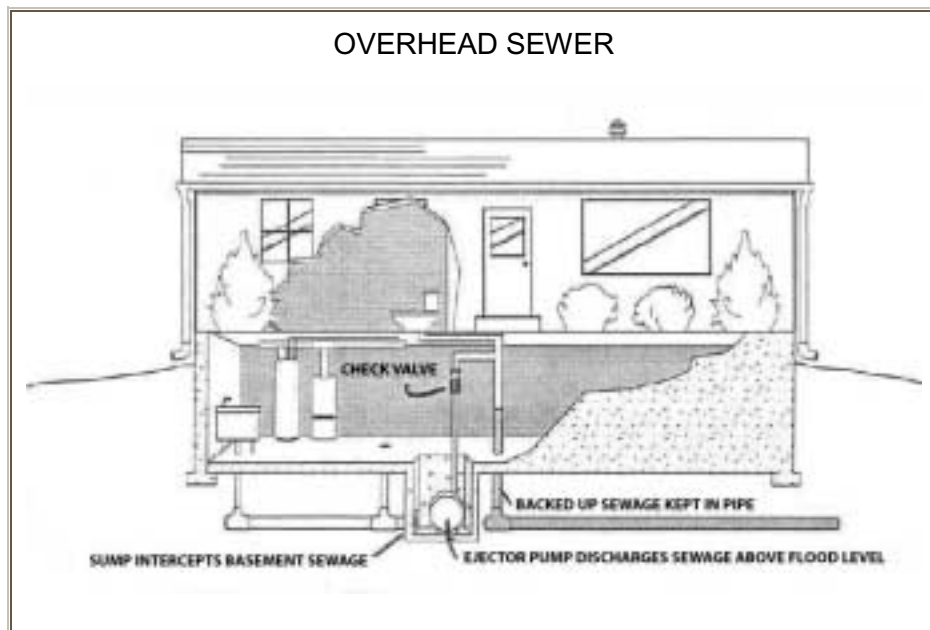 OVERHEAD SEWER
CHECK VALVE
BACKED UP SEWAGE KEPT IN PIPE
SUMP INTERCEPTS BASEMENT SEWAGE
EJECTOR PUMP DISCHARGES SEWAGE ABOVE FLOOD LEVEL